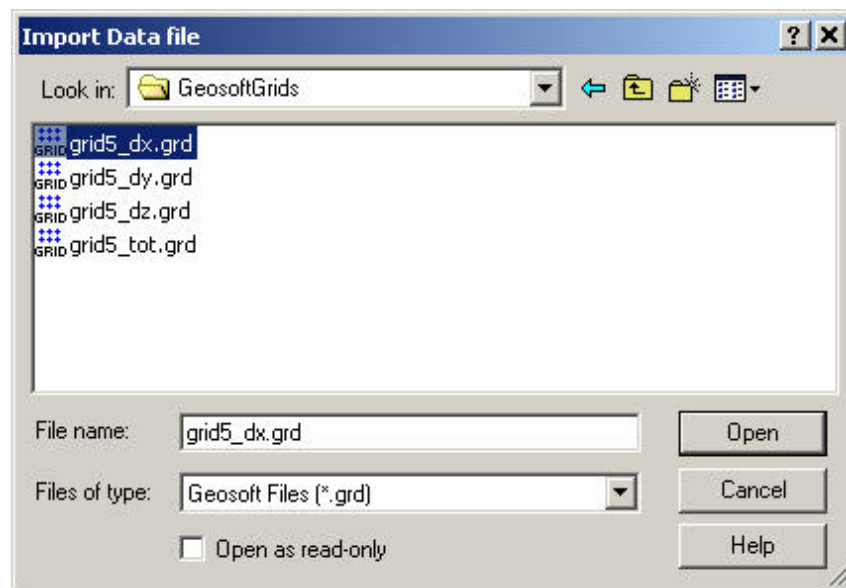 Import Data file
Look in: GeosoftGrids
GRID grid5_dx.grd
GRID grid5_dy.grd
GRID grid5_dz.grd
GRID grid5_tot.grd
File name: grid5_dx.grd Open
Files of type: Geosoft Files (*.grd) Cancel
Open as read-only Help